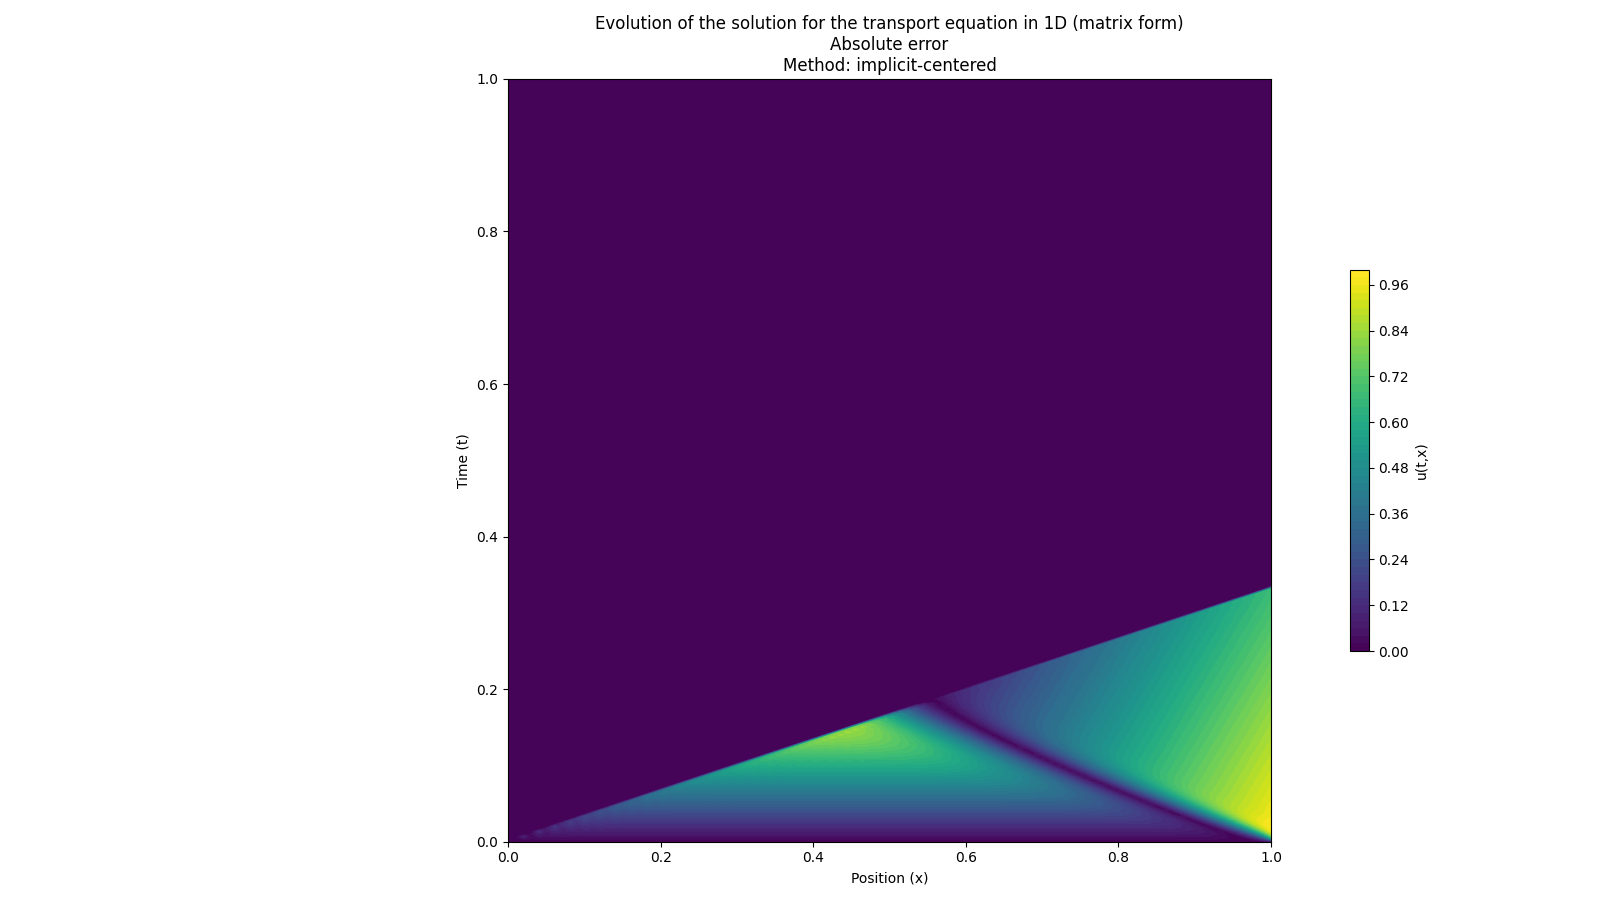 Evolution of the solution for the transport equation in 1D (matrix form)
Absolute error
Method: implicit-centered
1.0
0.8
0.6
0.4
0.2
0.0
Time (t)
0.0 0.2 0.4 0.6 0.8 1.0
Position (x)
0.96
0.84
0.72
0.60
0.48
0.36
0.24
0.12
0.00
u(t,x)